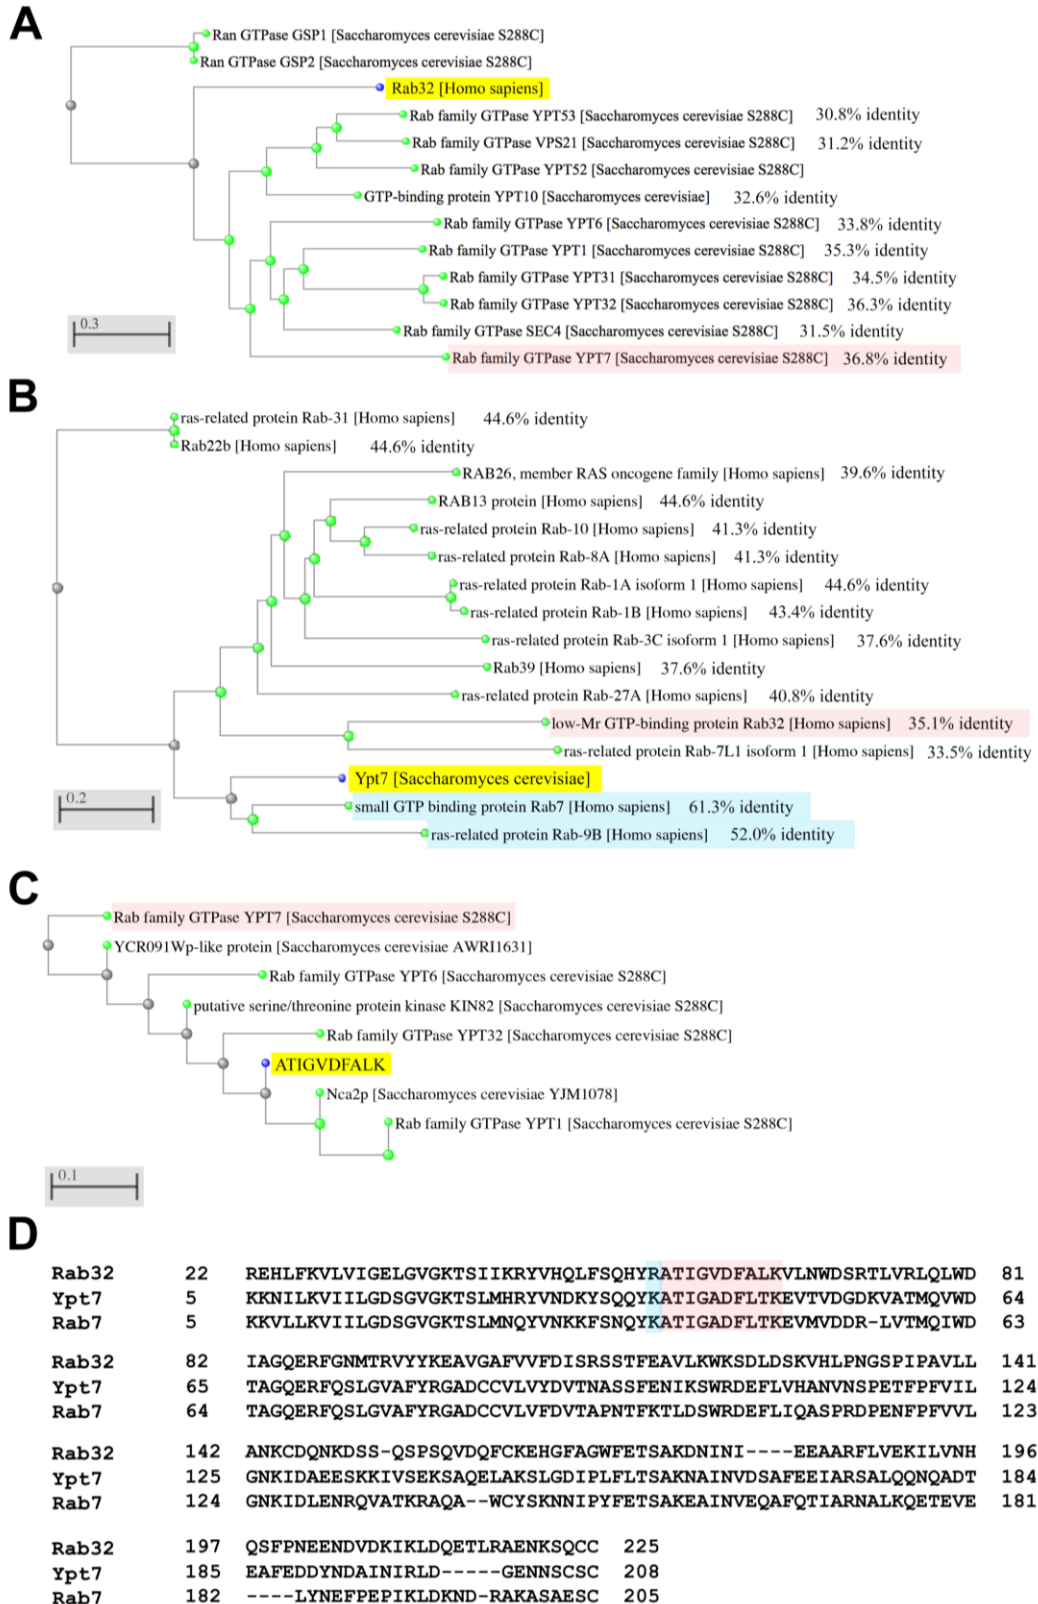 A
Ran GTPase GSP1 [Saccharomyces cerevisiae S288C]
Ran GTPase GSP2 [Saccharomyces cerevisiae S288C]
Rab32 [Homo sapiens]
Rab family GTPase YPT53 [Saccharomyces cerevisiae S288C] 30.8% identity
Rab family GTPase VPS21 [Saccharomyces cerevisiae S288C] 31.2% identity
Rab family GTPase YPT52 [Saccharomyces cerevisiae S288C]
GTP-binding protein YPT10 [Saccharomyces cerevisiae] 32.6% identity
Rab family GTPase YPT6 [Saccharomyces cerevisiae S288C] 33.8% identity
Rab family GTPase YPT1 [Saccharomyces cerevisiae S288C] 35.3% identity
Rab family GTPase YPT31 [Saccharomyces cerevisiae S288C] 34.5% identity
Rab family GTPase YPT32 [Saccharomyces cerevisiae S288C] 36.3% identity
0.3
Rab family GTPase SEC4 [Saccharomyces cerevisiae S288C] 31.5% identity
Rab family GTPase YPT7 [Saccharomyces cerevisiae S288C] 36.8% identity
B
ras-related protein Rab-31 [Homo sapiens] 44.6% identity
Rab22b [Homo sapiens] 44.6% identity
RAB26, member RAS oncogene family [Homo sapiens] 39.6% identity
RAB13 protein [Homo sapiens] 44.6% identity
ras-related protein Rab-10 [Homo sapiens] 41.3% identity
ras-related protein Rab-8A [Homo sapiens] 41.3% identity
ras-related protein Rab-1A isoform 1 [Homo sapiens] 44.6% identity
ras-related protein Rab-1B [Homo sapiens] 43.4% identity
ras-related protein Rab-3C isoform 1 [Homo sapiens] 37.6% identity
Rab39 [Homo sapiens] 37.6% identity
ras-related protein Rab-27A [Homo sapiens] 40.8% identity
low-Mr GTP-binding protein Rab32 [Homo sapiens] 35.1% identity
ras-related protein Rab-7L1 isoform 1 [Homo sapiens] 33.5% identity
Ypt7 [Saccharomyces cerevisiae]
0.2
small GTP binding protein Rab7 [Homo sapiens] 61.3% identity
ras-related protein Rab-9B [Homo sapiens] 52.0% identity
C
Rab family GTPase YPT7 [Saccharomyces cerevisiae S288C]
YCR091Wp-like protein [Saccharomyces cerevisiae AWRI1631]
Rab family GTPase YPT6 [Saccharomyces cerevisiae S288C]
putative serine/threonine protein kinase KIN82 [Saccharomyces cerevisiae S288C]
Rab family GTPase YPT32 [Saccharomyces cerevisiae S288C]
ATIGVDFALK
Nca2p [Saccharomyces cerevisiae YJM1078]
Rab family GTPase YPT1 [Saccharomyces cerevisiae S288C]
0.1
D
Rab32 22 REHLFKVLVIGELGVGKTSIIKRYVHQLFSQHYRATIGVDFALKVLNWDSRTLVRLQLWD 81
Ypt7 5 KKNILKVIILGDSGVGKTSLMHRYVNDKYSQQYKATIGADFLTKEVTVDGDKVATMQVWD 64
Rab7 5 KKVLLKVIILGDSGVGKTSLMNQYVNKKFSNQYKATIGADFLTKEVMVDDR-LVTMQIWD 63
Rab32 82 IAGQERFGNMTRVYYKEAVGAFVVFDISRSSTFEAVLKWKSDLDSKVHLPNGSPIPAVLL 141
Ypt7 65 TAGQERFQSLGVAFYRGADCCVLVYDVTNASSFENIKSWRDEFLVHANVNSPETFPFVIL 124
Rab7 64 TAGQERFQSLGVAFYRGADCCVLVFDVTAPNTFKTLDSWRDEFLIQASPRDPENFPFVVL 123
Rab32 142 ANKCDQNKDSS-QSPSQVDQFCKEHGFAGWFETSAKDNINI----EEAARFLVEKILVNH 196
Ypt7 125 GNKIDAEESKKIVSEKSAQELAKSLGDIPLFLTSAKNAINVDSAFEEIARSALQQNQADT 184
Rab7 124 GNKIDLENRQVATKRAQA--WCYSKNNIPYFETSAKEAINVEQAFQTIARNALKQETEVE 181
Rab32 197 QSFPNEENDVDKIKLDQETLRAENKSQCC 225
Ypt7 185 EAFEDDYNDAINIRLD-----GENNSCSC 208
Rab7 182 ----LYNEFPEPIKLDKND-RAKASAESC 205